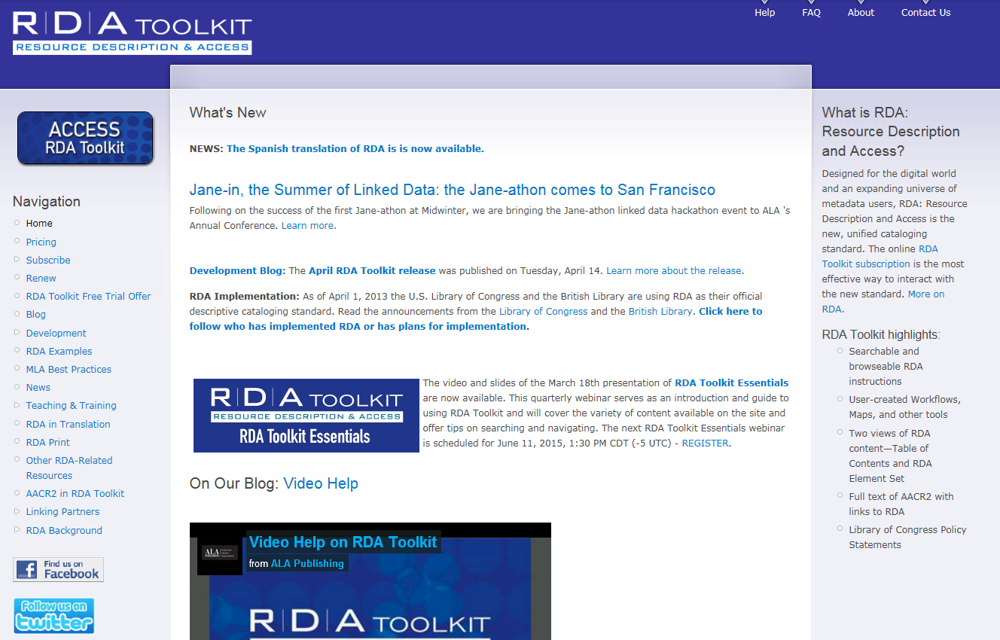 R|D|A TOOLKIT
RESOURCE DESCRIPTION & ACCESS
Help
FAQ
About
Contact Us
ACCESS
RDA Toolkit
Navigation
Home
Pricing
Subscribe
Renew
RDA Toolkit Free Trial Offer
Blog
Development
RDA Examples
MLA Best Practices
News
Teaching & Training
RDA in Translation
RDA Print
Other RDA-Related
Resources
AACR2 in RDA Toolkit
Linking Partners
RDA Background
Find us on
Facebook
Follow us on
twitter
What's New
NEWS: The Spanish translation of RDA is is now available.
Jane-in, the Summer of Linked Data: the Jane-athon comes to San Francisco
Following on the success of the first Jane-athon at Midwinter, we are bringing the Jane-athon linked data hackathon event to ALA 's
Annual Conference. Learn more.
Development Blog: The April RDA Toolkit release was published on Tuesday, April 14. Learn more about the release.
RDA Implementation: As of April 1, 2013 the U.S. Library of Congress and the British Library are using RDA as their official
descriptive cataloging standard. Read the announcements from the Library of Congress and the British Library. Click here to
follow who has implemented RDA or has plans for implementation.
R|D|A TOOLKIT
RESOURCE DESCRIPTION & ACCESS
RDA Toolkit Essentials
The video and slides of the March 18th presentation of RDA Toolkit Essentials
are now available. This quarterly webinar serves as an introduction and guide to
using RDA Toolkit and will cover the variety of content available on the site and
offer tips on searching and navigating. The next RDA Toolkit Essentials webinar
is scheduled for June 11, 2015, 1:30 PM CDT (-5 UTC) - REGISTER.
On Our Blog: Video Help
ALA
Video Help on RDA Toolkit
from ALA Publishing
R|D|A TOOLKIT
What is RDA:
Resource Description
and Access?
Designed for the digital world
and an expanding universe of
metadata users, RDA: Resource
Description and Access is the
new, unified cataloging
standard. The online RDA
Toolkit subscription is the most
effective way to interact with
the new standard. More on
RDA.
RDA Toolkit highlights:
Searchable and
browseable RDA
instructions
User-created Workflows,
Maps, and other tools
Two views of RDA
content—Table of
Contents and RDA
Element Set
Full text of AACR2 with
links to RDA
Library of Congress Policy
Statements